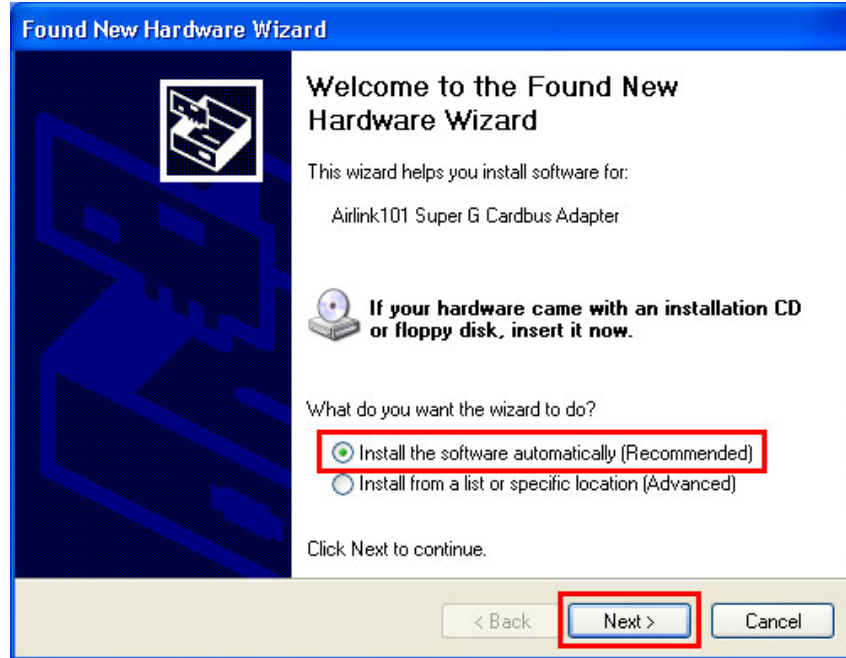 Found New Hardware Wizard
Welcome to the Found New
Hardware Wizard
This wizard helps you install software for:
Airlink101 Super G Cardbus Adapter
If your hardware came with an installation CD
or floppy disk, insert it now.
What do you want the wizard to do?
Install the software automatically (Recommended)
Install from a list or specific location (Advanced)
Click Next to continue.
< Back
Next >
Cancel